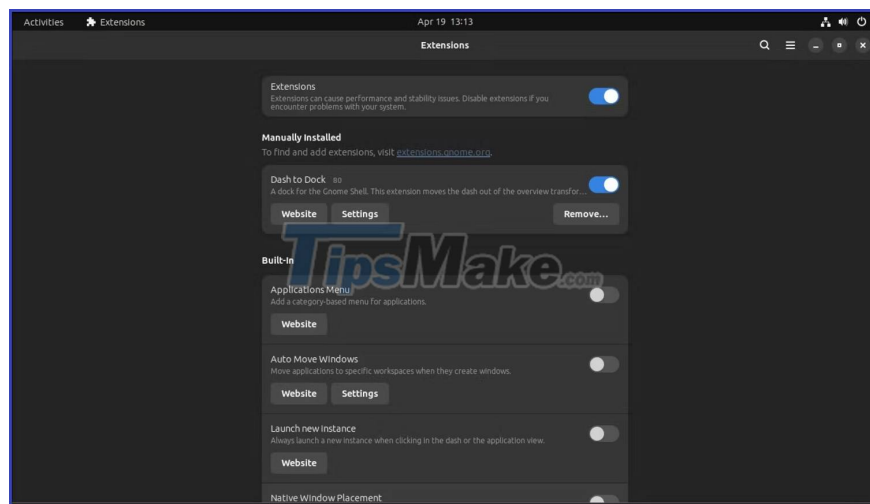 Activities Extensions Apr 19 13:13
Extensions
Extensions
Extensions can cause performance and stability issues. Disable extensions if you
encounter problems with your system.
Manually Installed
To find and add extensions, visit extensions.gnome.org.
Dash to Dock 80
A dock for the Gnome Shell. This extension moves the dash out of the overview transfor...
Website Settings Remove...
TipsMake.com
Built-In
Applications Menu
Add a category-based menu for applications.
Website
Auto Move Windows
Move applications to specific workspaces when they create windows.
Website Settings
Launch new Instance
Always launch a new instance when clicking in the dash or the application view.
Website
Native Window Placement